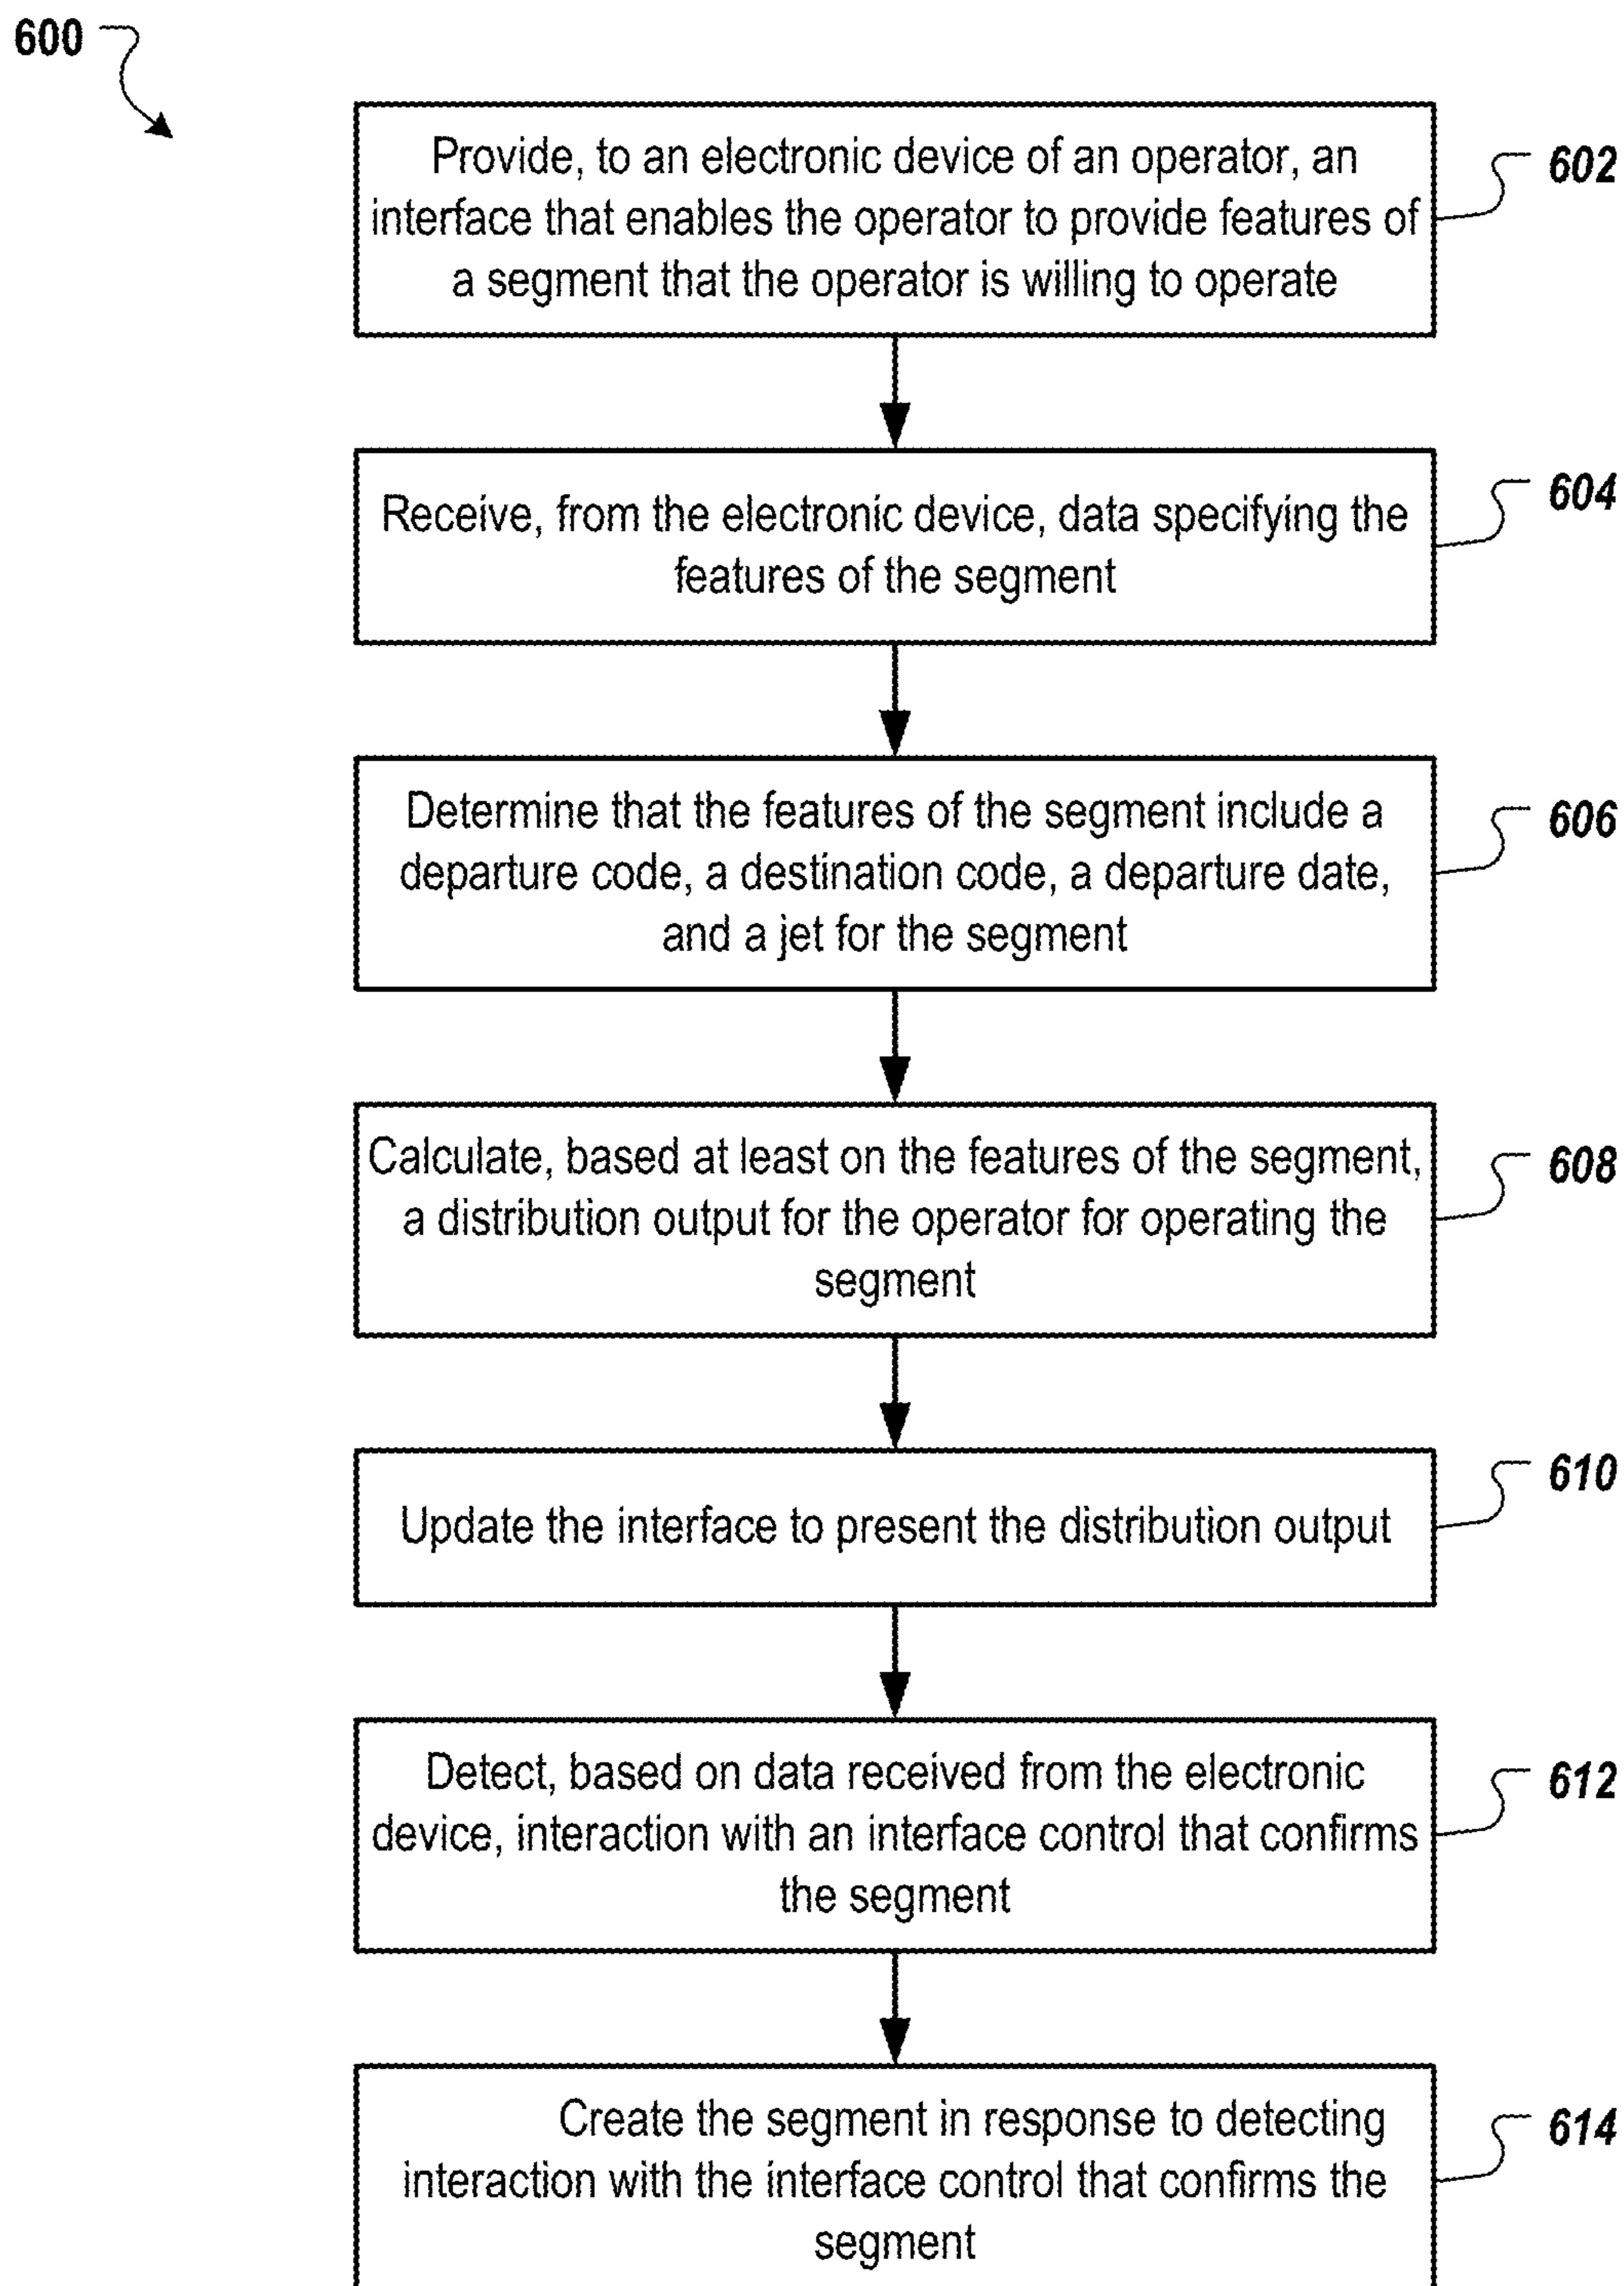 600
Provide, to an electronic device of an operator, an
interface that enables the operator to provide features of
a segment that the operator is willing to operate
602
Receive, from the electronic device, data specifying the
features of the segment
604
Determine that the features of the segment include a
departure code, a destination code, a departure date,
and a jet for the segment
606
Calculate, based at least on the features of the segment,
a distribution output for the operator for operating the
segment
608
Update the interface to present the distribution output
610
Detect, based on data received from the electronic
device, interaction with an interface control that confirms
the segment
612
Create the segment in response to detecting
interaction with the interface control that confirms the
segment
614